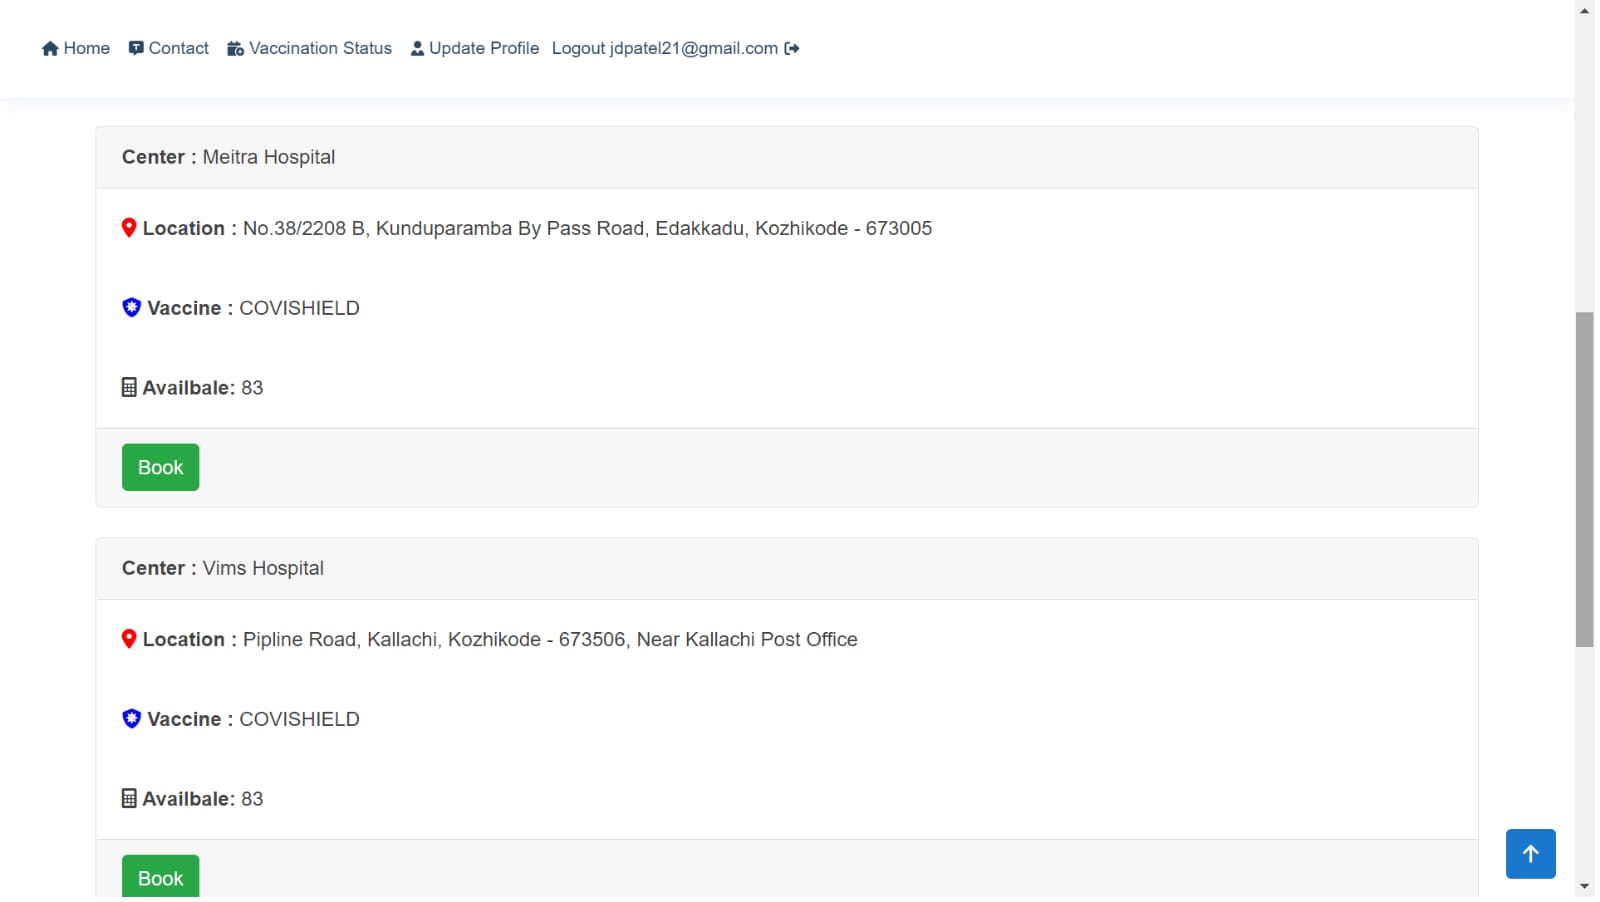 Home Contact Vaccination Status Update Profile Logout jdpatel21@gmail.com
Center : Meitra Hospital
Location : No.38/2208 B, Kunduparamba By Pass Road, Edakkadu, Kozhikode - 673005
Vaccine : COVISHIELD
Availbale: 83
Book
Center : Vims Hospital
Location : Pipline Road, Kallachi, Kozhikode - 673506, Near Kallachi Post Office
Vaccine : COVISHIELD
Availbale: 83
Book